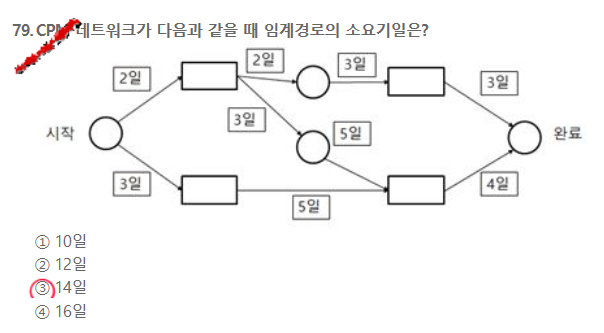 79. CPM 네트워크가 다음과 같을 때 임계경로의 소요기일은?
2일
3일
2일
3일
3일
시작
5일
완료
3일
5일
4일
① 10일
② 12일
③ 14일
④ 16일